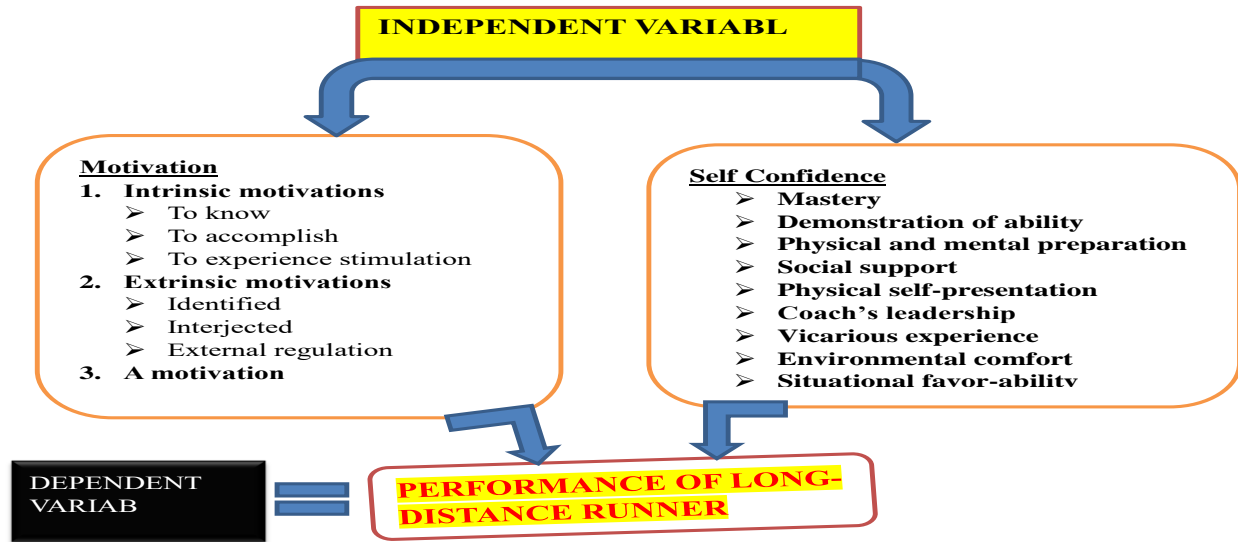 INDEPENDENT VARIABL
Motivation
1. Intrinsic motivations
➢ To know
➢ To accomplish
➢ To experience stimulation
2. Extrinsic motivations
➢ Identified
➢ Interjected
➢ External regulation
3. A motivation
Self Confidence
➢ Mastery
➢ Demonstration of ability
➢ Physical and mental preparation
➢ Social support
➢ Physical self-presentation
➢ Coach's leadership
➢ Vicarious experience
➢ Environmental comfort
➢ Situational favor-ability
DEPENDENT
VARIAB
PERFORMANCE OF LONG-
DISTANCE RUNNER